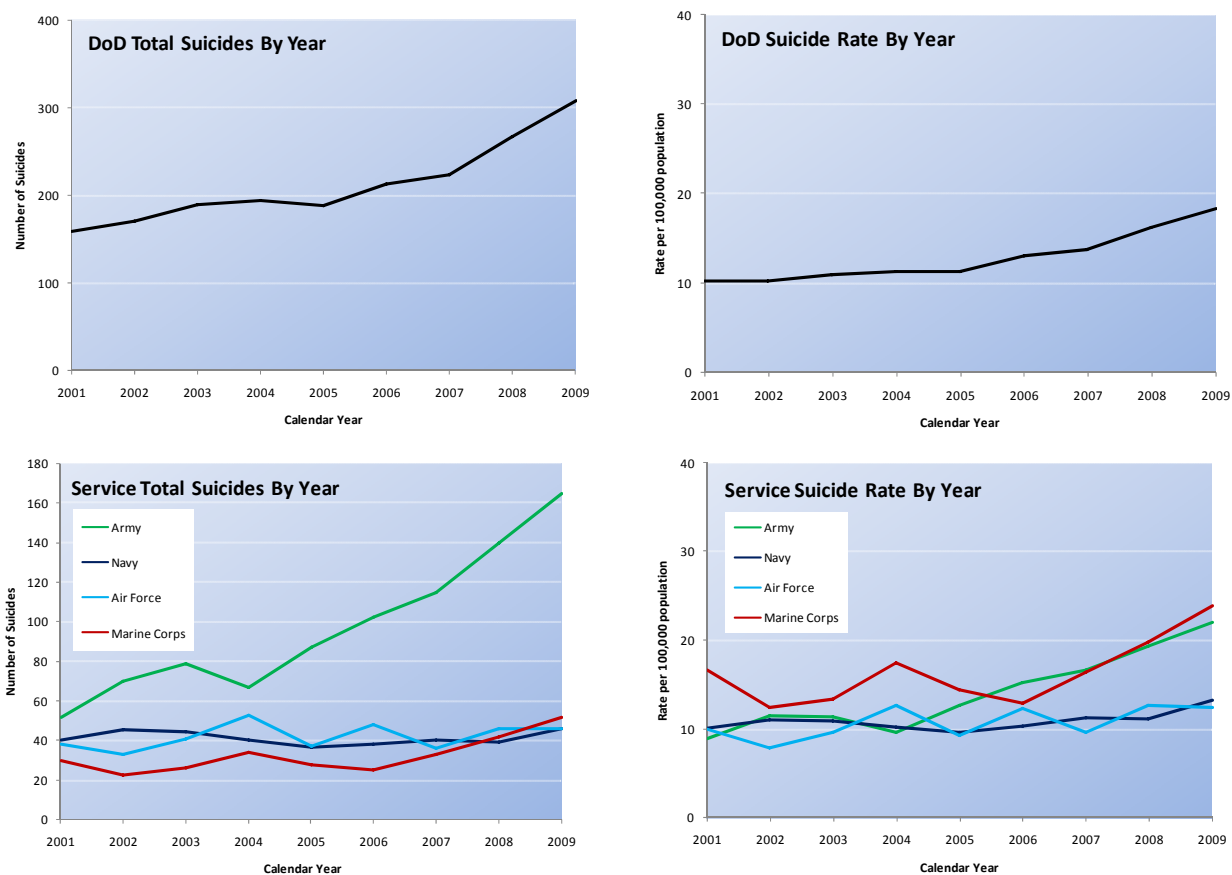 DoD Total Suicides By Year
400
300
200
100
0
Number of Suicides
2001 2002 2003 2004 2005 2006 2007 2008 2009
Calendar Year
DoD Suicide Rate By Year
40
30
20
10
0
Rate per 100,000 population
2001 2002 2003 2004 2005 2006 2007 2008 2009
Calendar Year
Service Total Suicides By Year
180
160
140
120
100
80
60
40
20
0
Number of Suicides
Army
Navy
Air Force
Marine Corps
2001 2002 2003 2004 2005 2006 2007 2008 2009
Calendar Year
Service Suicide Rate By Year
40
30
20
10
0
Rate per 100,000 population
Army
Navy
Air Force
Marine Corps
2001 2002 2003 2004 2005 2006 2007 2008 2009
Calendar Year